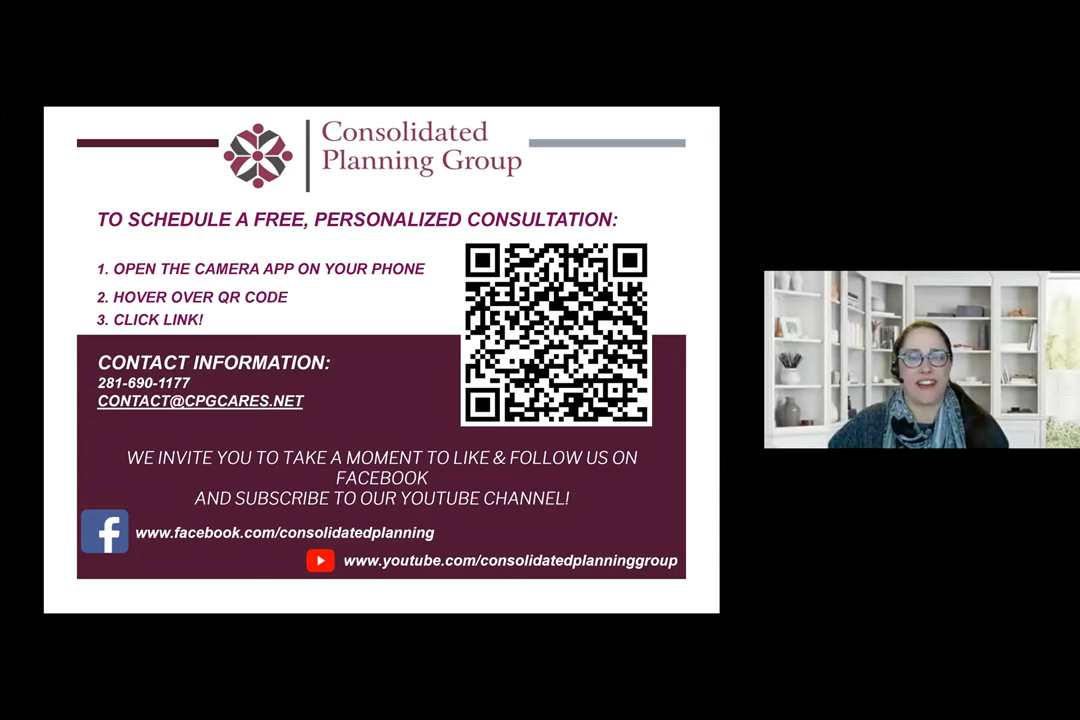 Consolidated
Planning Group
TO SCHEDULE A FREE, PERSONALIZED CONSULTATION:
1. OPEN THE CAMERA APP ON YOUR PHONE
2. HOVER OVER QR CODE
3. CLICK LINK!
CONTACT INFORMATION:
281-690-1177
CONTACT@CPGCARES.NET
WE INVITE YOU TO TAKE A MOMENT TO LIKE & FOLLOW US ON
FACEBOOK
AND SUBSCRIBE TO OUR YOUTUBE CHANNEL!
f www.facebook.com/consolidatedplanning
www.youtube.com/consolidatedplanninggroup